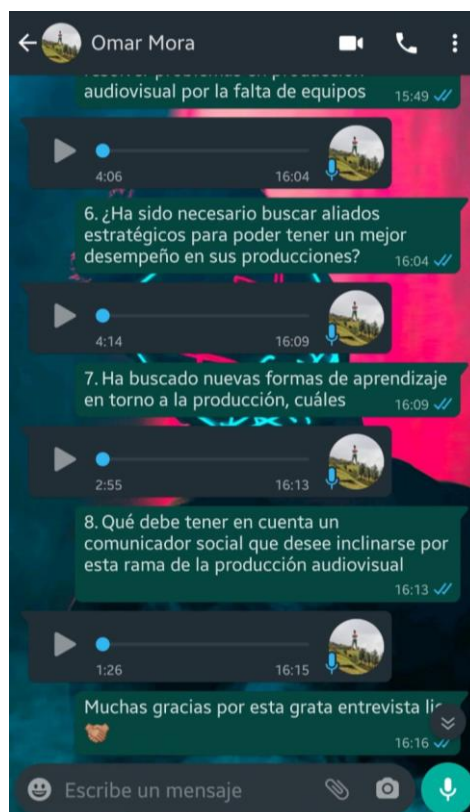 Omar Mora
audiovisual por la falta de equipos 15:49
4:06 16:04
6. ¿Ha sido necesario buscar aliados
estratégicos para poder tener un mejor
desempeño en sus producciones? 16:04
4:14 16:09
7. Ha buscado nuevas formas de aprendizaje
en torno a la producción, cuáles 16:09
2:55 16:13
8. Qué debe tener en cuenta un
comunicador social que desee inclinarse por
esta rama de la producción audiovisual
16:13
1:26 16:15
Muchas gracias por esta grata entrevista
16:16
Escribe un mensaje